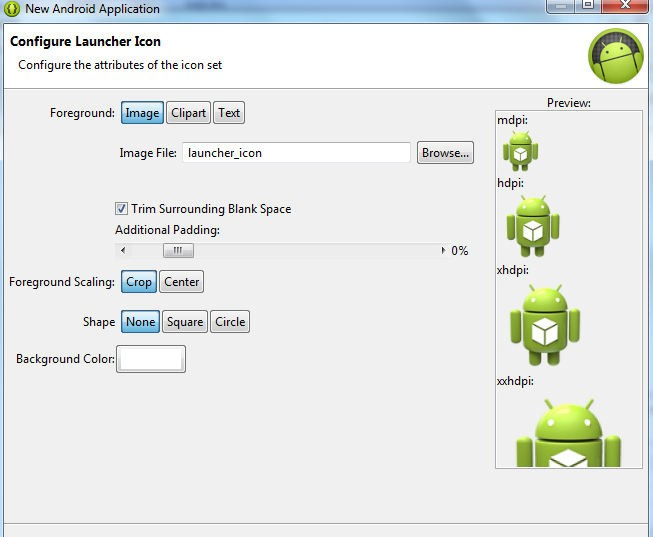 New Android Application
Configure Launcher Icon
Configure the attributes of the icon set
Foreground: Image Clipart Text
Image File: launcher_icon Browse...
Trim Surrounding Blank Space
Additional Padding:
0%
Foreground Scaling: Crop Center
Shape None Square Circle
Background Color:
Preview:
mdpi:
hdpi:
xhdpi:
xxhdpi: